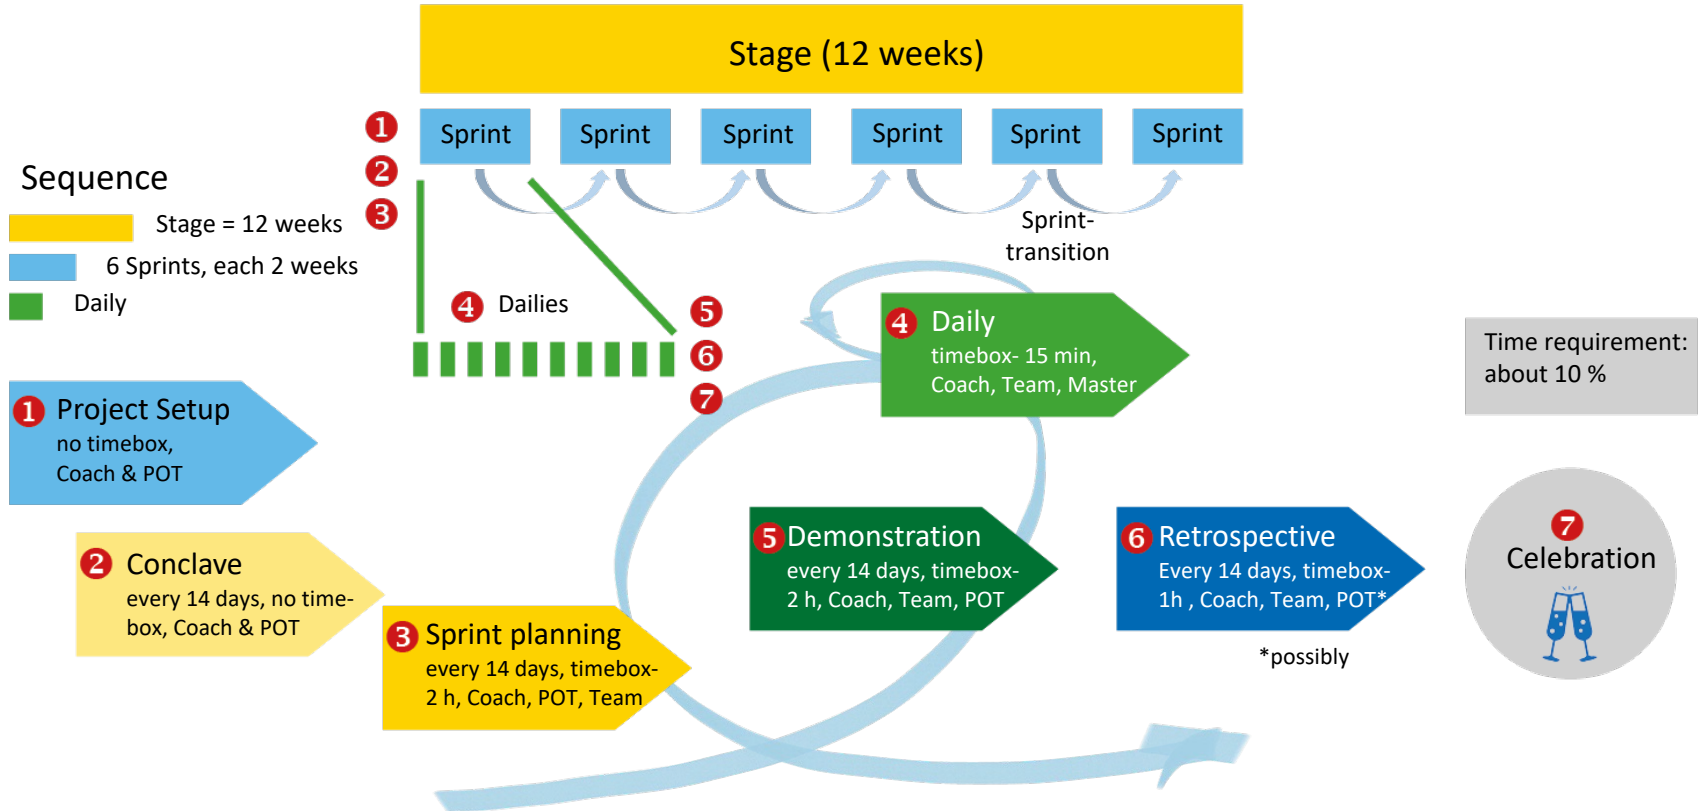 Stage (12 weeks)
1
Sprint
Sprint
Sprint
Sprint
Sprint
Sprint
2
3
Sequence
Stage = 12 weeks
6 Sprints, each 2 weeks
Daily
Sprint-
transition
4 Dailies
5
6
7
4 Daily
timebox- 15 min,
Coach, Team, Master
Time requirement:
about 10 %
1 Project Setup
no timebox,
Coach & POT
2 Conclave
every 14 days, no time-
box, Coach & POT
3 Sprint planning
every 14 days, timebox-
2 h, Coach, POT, Team
5 Demonstration
every 14 days, timebox-
2 h, Coach, Team, POT
6 Retrospective
Every 14 days, timebox-
1h , Coach, Team, POT*
*possibly
7
Celebration